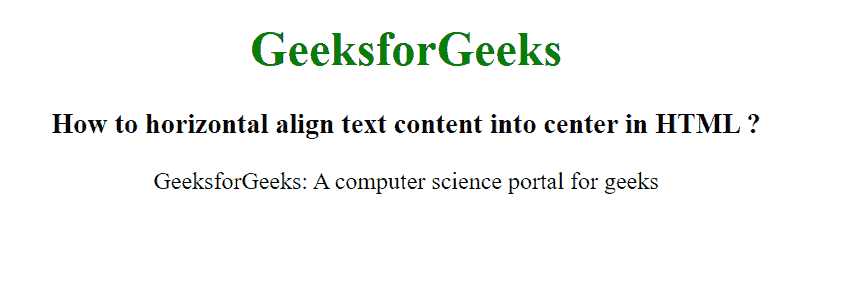 GeeksforGeeks
How to horizontal align text content into center in HTML ?
GeeksforGeeks: A computer science portal for geeks